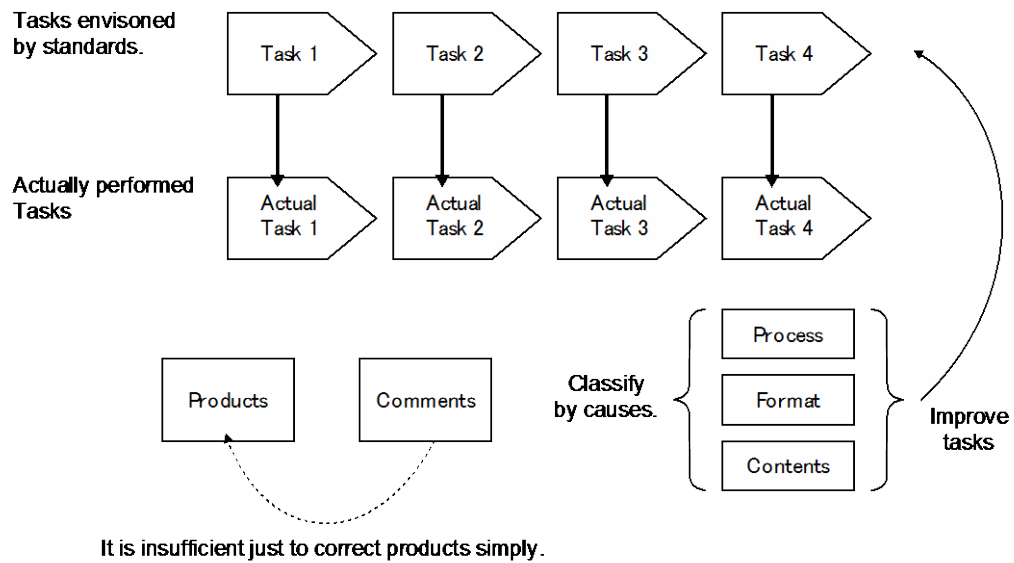 Tasks envisoned
by standards.
Task 1
Task 2
Task 3
Task 4
Actually performed
Tasks
Actual
Task 1
Actual
Task 2
Actual
Task 3
Actual
Task 4
Products
Comments
Classify
by causes.
Process
Format
Contents
Improve
tasks
It is insufficient just to correct products simply.